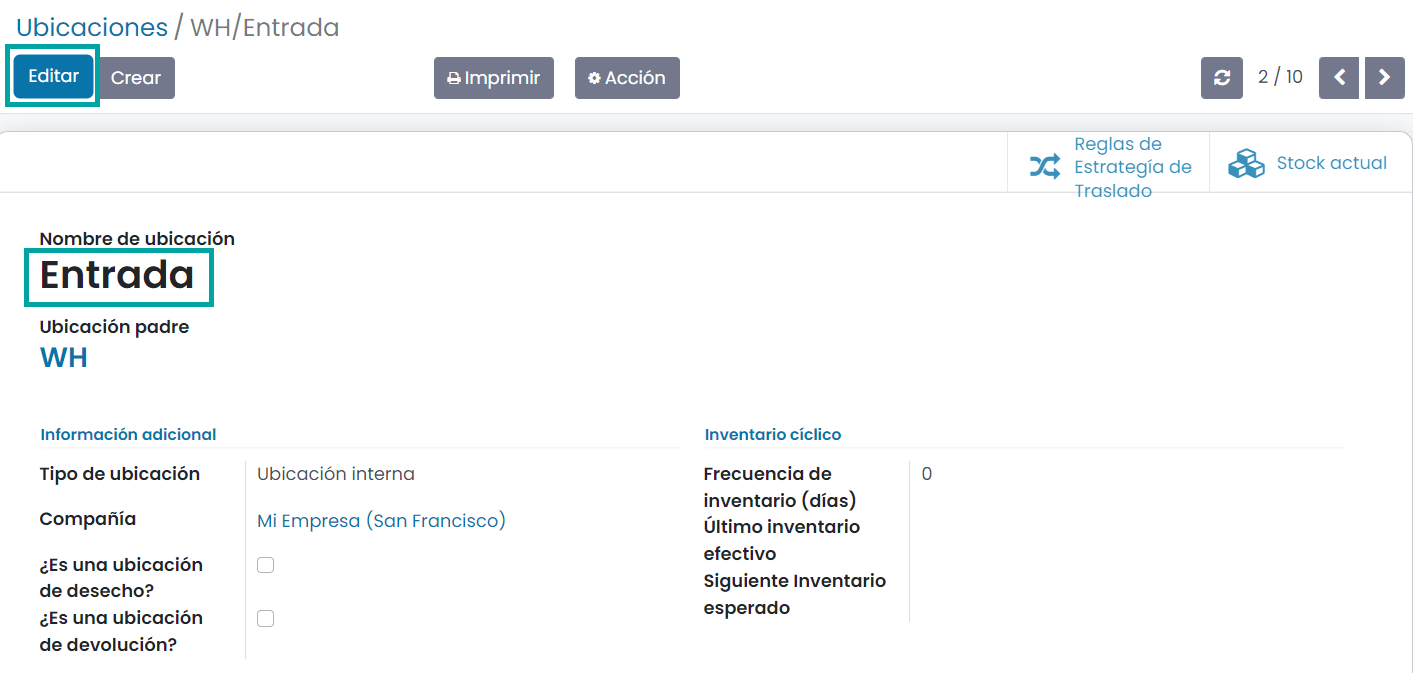 Ubicaciones / WH/Entrada
Editar Crear Imprimir Acción 2 / 10
Reglas de
Estrategía de
Traslado
Stock actual
Nombre de ubicación
Entrada
Ubicación padre
WH
Información adicional
Tipo de ubicación Ubicación interna
Compañía Mi Empresa (San Francisco)
¿Es una ubicación
de desecho?
¿Es una ubicación
de devolución?
Inventario cíclico
Frecuencia de 0
inventario (días)
Último inventario
efectivo
Siguiente Inventario
esperado